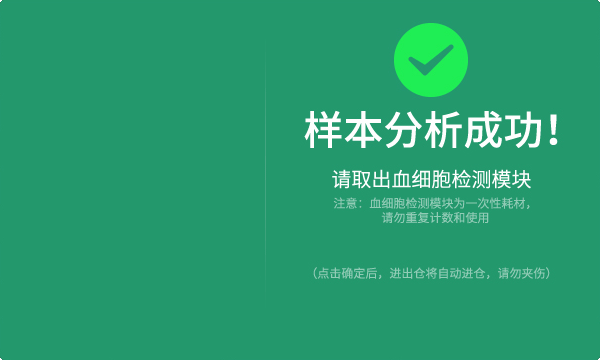 样本分析成功！
请取出血细胞检测模块
注意：血细胞检测模块为一次性耗材，
请勿重复计数和使用
（点击确定后，进出仓将自动进仓，请勿夹伤）